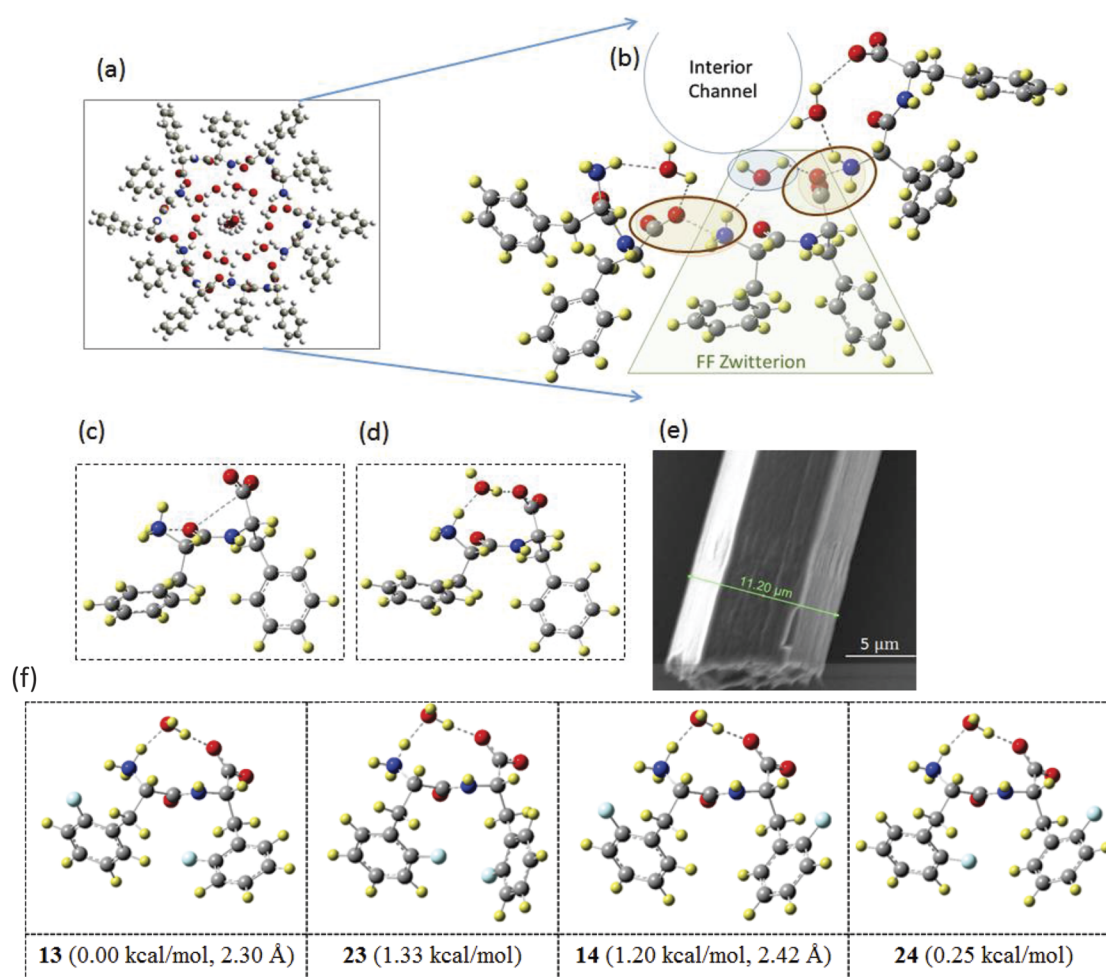 (a)
(b)
Interior
Channel
FF Zwitterion
(c)
(d)
(e)
11.20 µm
5 µm
(f)
13 (0.00 kcal/mol, 2.30 Å)
23 (1.33 kcal/mol)
14 (1.20 kcal/mol, 2.42 Å)
24 (0.25 kcal/mol)